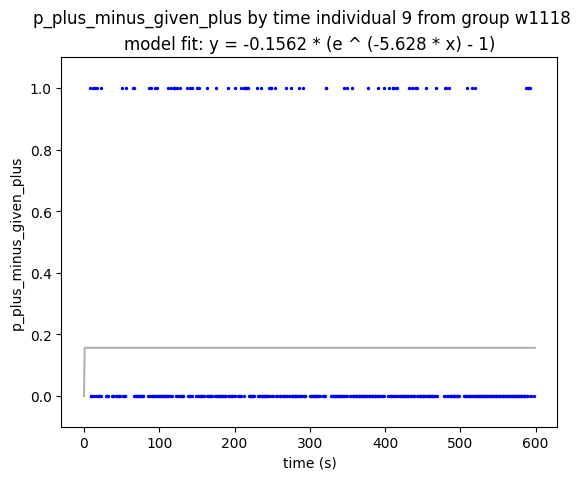 p_plus_minus_given_plus by time individual 9 from group w1118
model fit: y = -0.1562 * (e ^ (-5.628 * x) - 1)
1.0
0.8
0.6
0.4
0.2
0.0
p_plus_minus_given_plus
0 100 200 300 400 500 600
time (s)